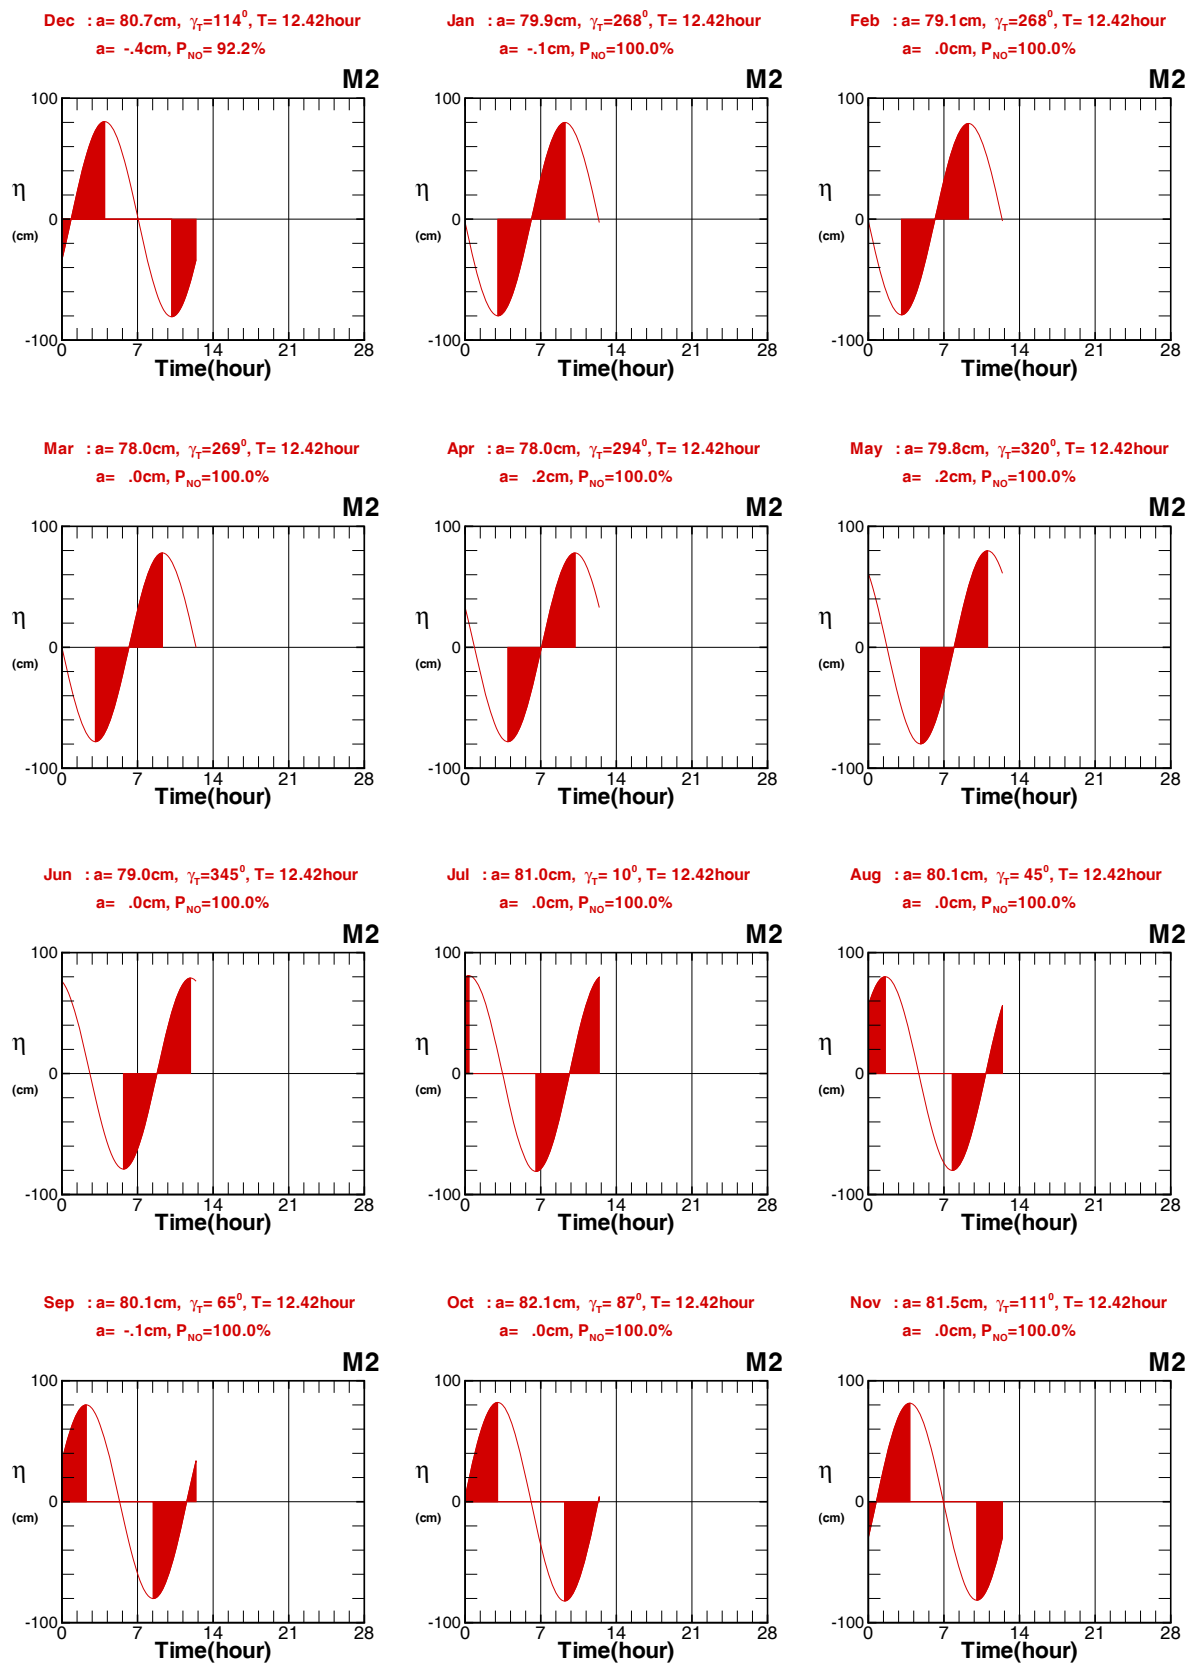 Dec : a= 80.7cm, γT=114⁰, T= 12.42hour
a= -.4cm, PNO= 92.2%
M2
100
η
0
(cm)
-100
0 7 14 21 28
Time(hour)
Jan : a= 79.9cm, γT=268⁰, T= 12.42hour
a= -.1cm, PNO=100.0%
M2
100
η
0
(cm)
-100
0 7 14 21 28
Time(hour)
Feb : a= 79.1cm, γT=268⁰, T= 12.42hour
a= .0cm, PNO=100.0%
M2
100
η
0
(cm)
-100
0 7 14 21 28
Time(hour)
Mar : a= 78.0cm, γT=269⁰, T= 12.42hour
a= .0cm, PNO=100.0%
M2
100
η
0
(cm)
-100
0 7 14 21 28
Time(hour)
Apr : a= 78.0cm, γT=294⁰, T= 12.42hour
a= .2cm, PNO=100.0%
M2
100
η
0
(cm)
-100
0 7 14 21 28
Time(hour)
May : a= 79.8cm, γT=320⁰, T= 12.42hour
a= .2cm, PNO=100.0%
M2
100
η
0
(cm)
-100
0 7 14 21 28
Time(hour)
Jun : a= 79.0cm, γT=345⁰, T= 12.42hour
a= .0cm, PNO=100.0%
M2
100
η
0
(cm)
-100
0 7 14 21 28
Time(hour)
Jul : a= 81.0cm, γT= 10⁰, T= 12.42hour
a= .0cm, PNO=100.0%
M2
100
η
0
(cm)
-100
0 7 14 21 28
Time(hour)
Aug : a= 80.1cm, γT= 45⁰, T= 12.42hour
a= .0cm, PNO=100.0%
M2
100
η
0
(cm)
-100
0 7 14 21 28
Time(hour)
Sep : a= 80.1cm, γT= 65⁰, T= 12.42hour
a= -.1cm, PNO=100.0%
M2
100
η
0
(cm)
-100
0 7 14 21 28
Time(hour)
Oct : a= 82.1cm, γT= 87⁰, T= 12.42hour
a= .0cm, PNO=100.0%
M2
100
η
0
(cm)
-100
0 7 14 21 28
Time(hour)
Nov : a= 81.5cm, γT=111⁰, T= 12.42hour
a= .0cm, PNO=100.0%
M2
100
η
0
(cm)
-100
0 7 14 21 28
Time(hour)